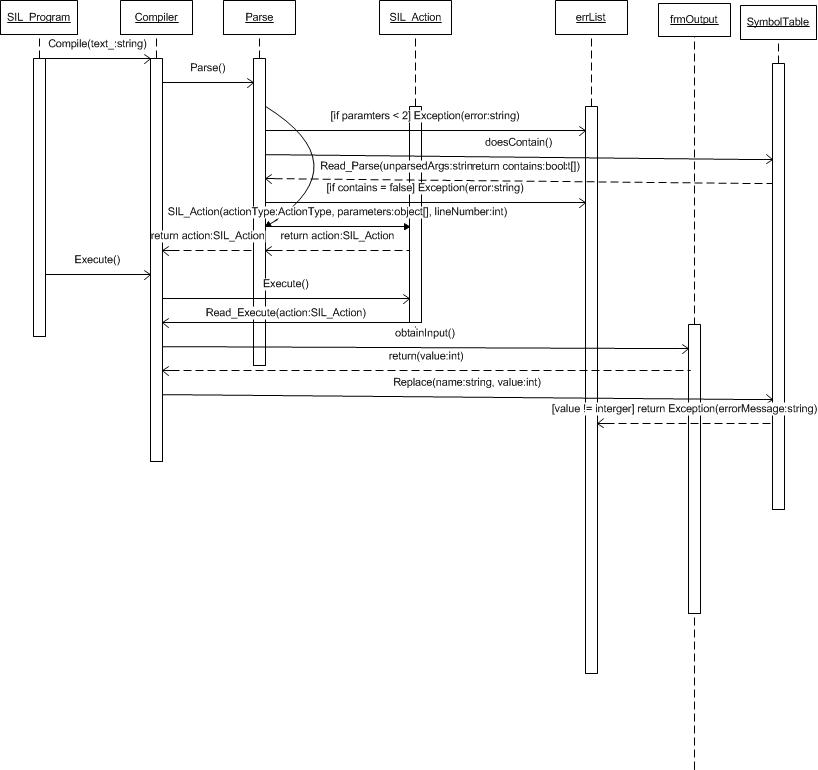 SIL_Program
Compiler
Parse
SIL_Action
errList
frmOutput
SymbolTable
Compile(text_:string)
Parse()
[if paramters < 2] Exception(error:string)
doesContain()
Read_Parse(unparsedArgs:string
return contains:bool
t[])
[if contains = false] Exception(error:string)
SIL_Action(actionType:ActionType, parameters:object[], lineNumber:int)
return action:SIL_Action
return action:SIL_Action
Execute()
Execute()
Read_Execute(action:SIL_Action)
obtainInput()
return(value:int)
Replace(name:string, value:int)
[value != interger] return Exception(errorMessage:string)